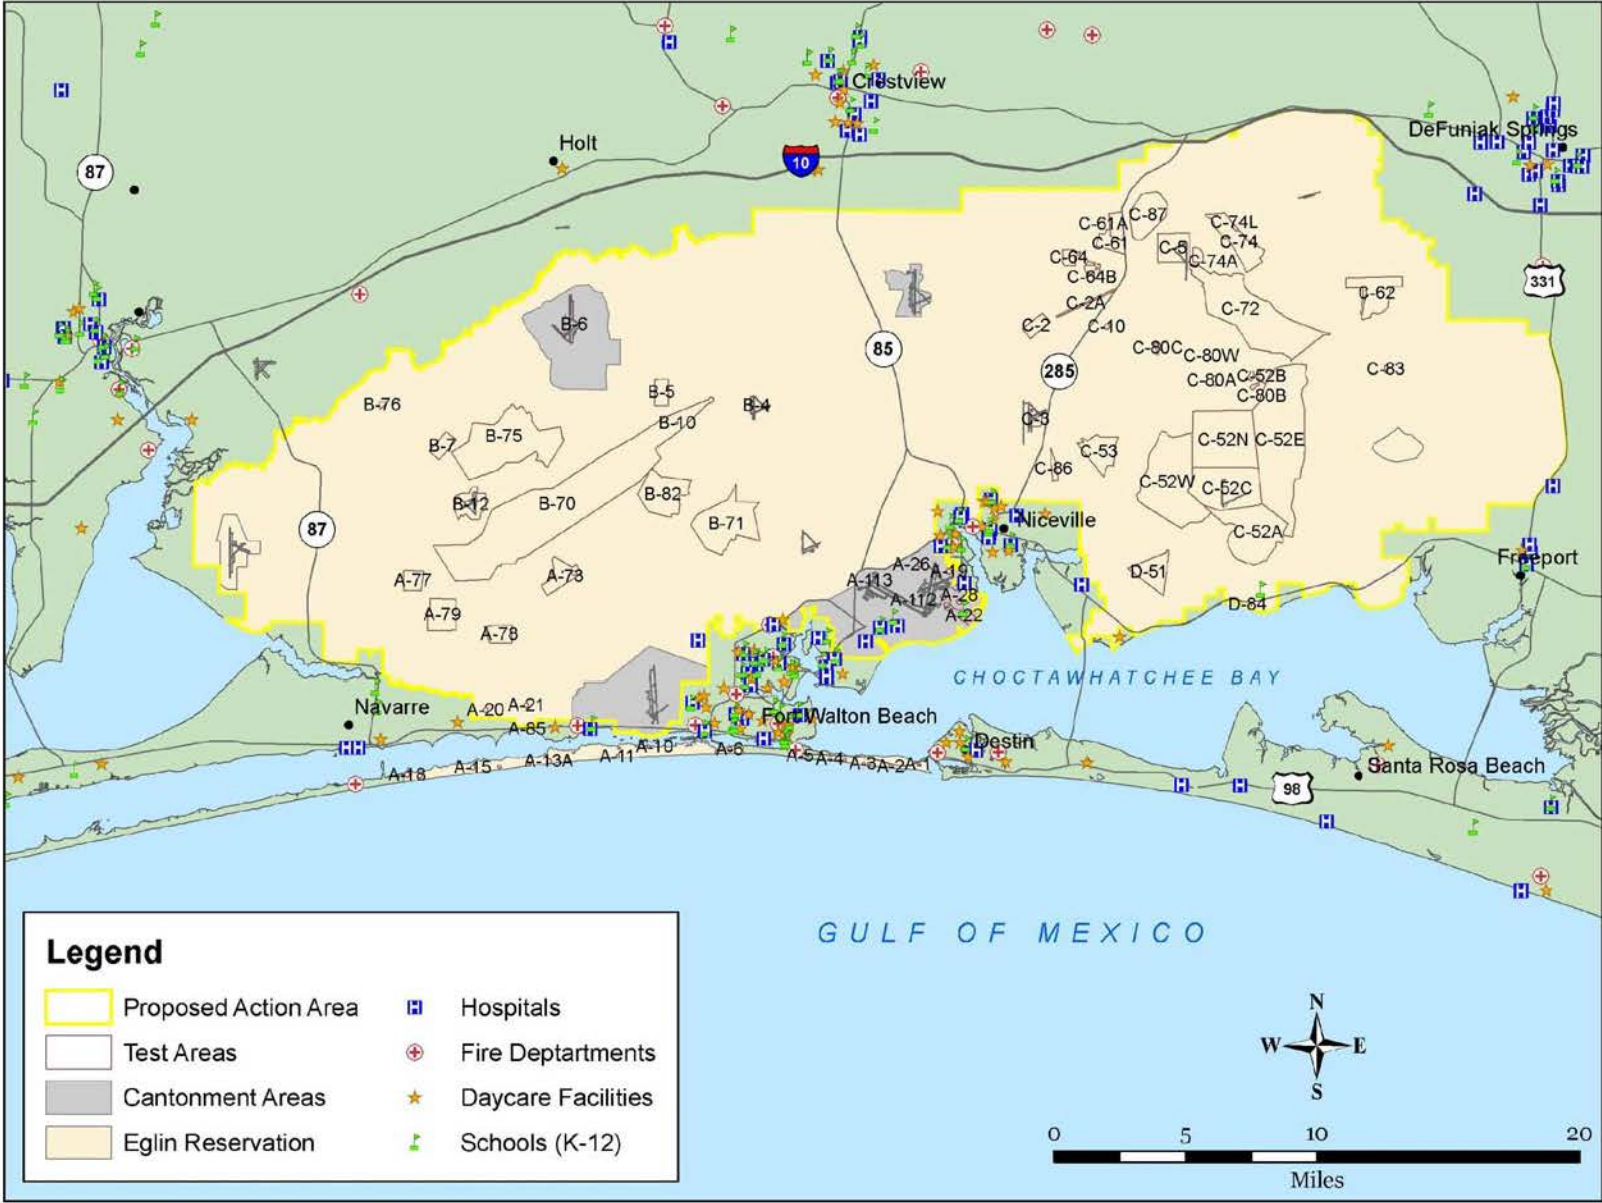 Crestview
DeFuniak Springs
Holt
10
87
C-87
C-61A
C-74L
C-61
C-5
C-74
C-64
C-74A
C-64B
331
C-62
C-2A
C-72
B-6
C-2
C-10
85
C-80C
C-80W
285
C-83
C-80A
C-52B
B-5
C-80B
B-76
B-4
B-10
C-3
B-7
B-75
C-52N
C-52E
C-53
C-86
C-52W
C-52C
B-82
B-12
B-70
87
B-71
Niceville
C-52A
Freeport
A-26
A-19
D-51
A-77
A-73
A-113
A-112
A-28
D-84
A-79
A-22
A-78
CHOCTAWHATCHEE BAY
Navarre
A-20
A-21
A-85
Fort Walton Beach
Destin
A-10
A-6
A-11
A-5
A-4
A-3
A-2
A-1
A-13A
A-15
A-18
Santa Rosa Beach
98
GULF OF MEXICO
Legend
Proposed Action Area
Test Areas
Cantonment Areas
Eglin Reservation
Hospitals
Fire Deptartments
Daycare Facilities
Schools (K-12)
N
W
E
S
0
5
10
20
Miles